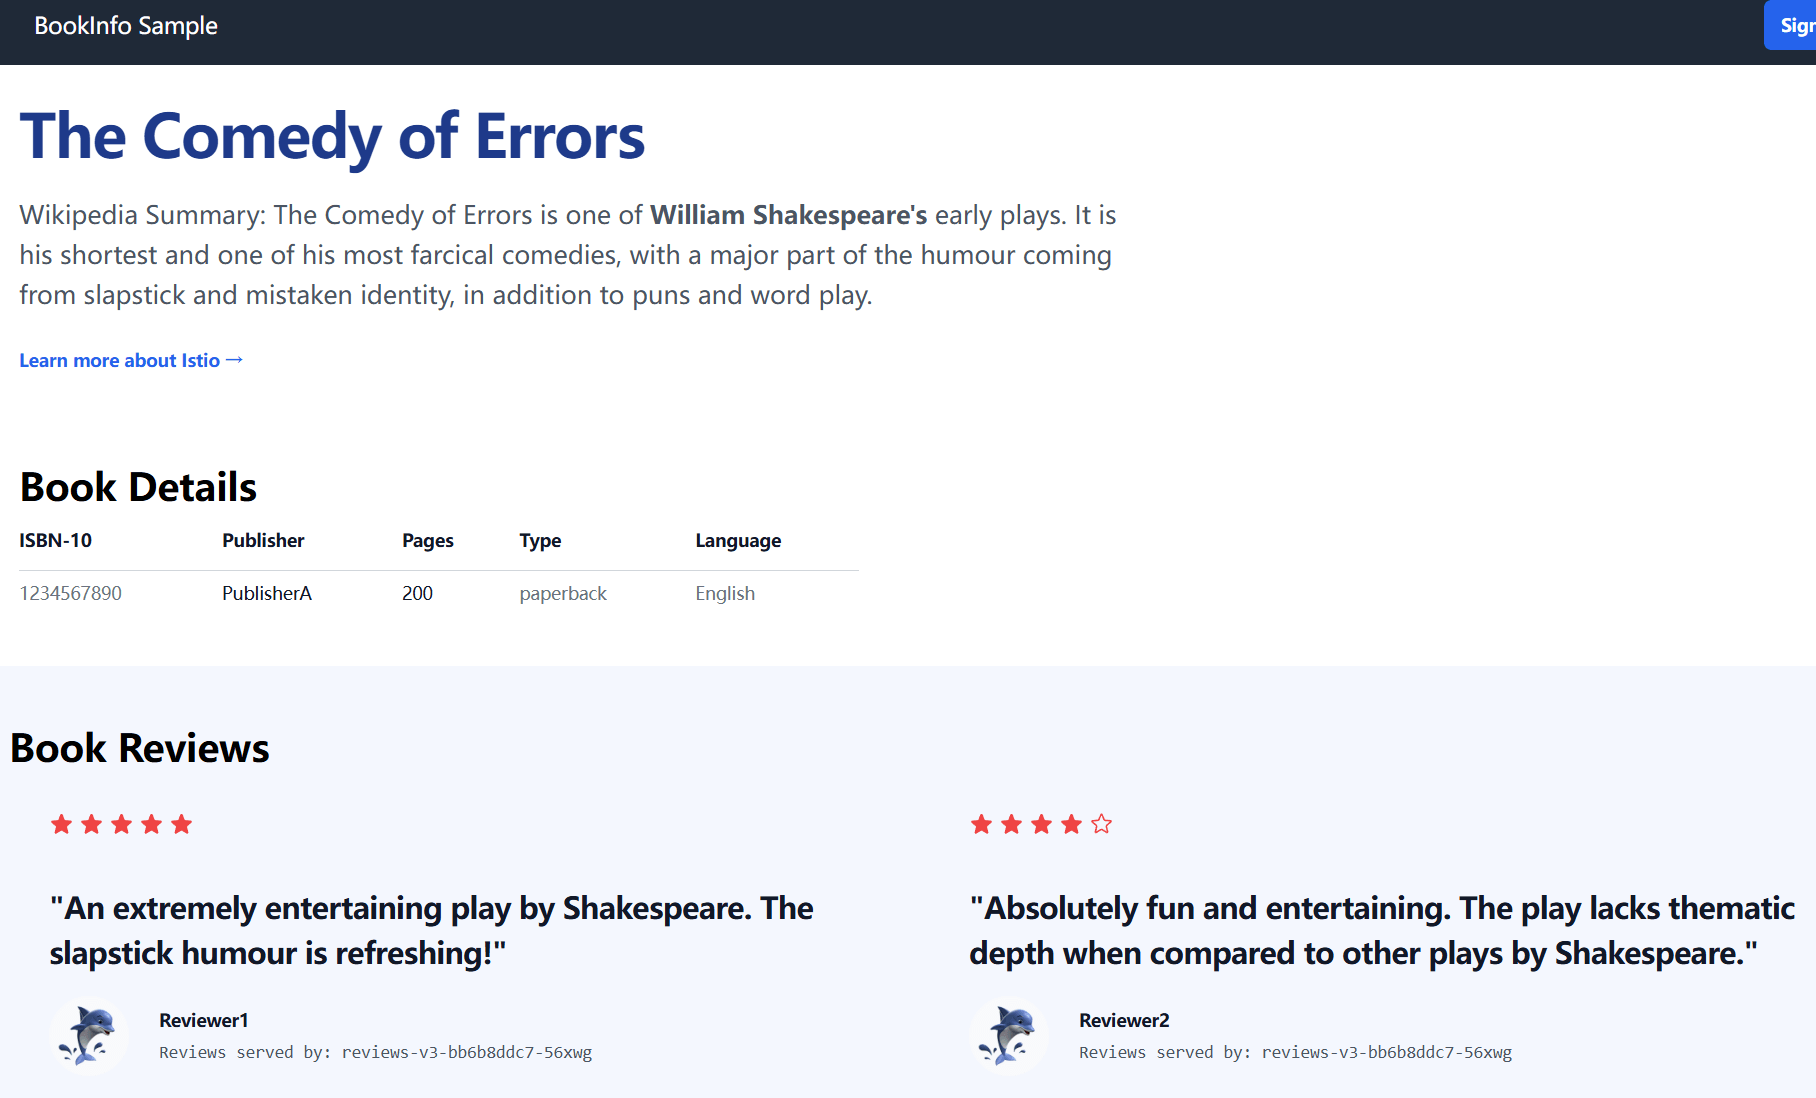 BookInfo Sample
Sign
The Comedy of Errors
Wikipedia Summary: The Comedy of Errors is one of William Shakespeare's early plays. It is
his shortest and one of his most farcical comedies, with a major part of the humour coming
from slapstick and mistaken identity, in addition to puns and word play.
Learn more about Istio →
Book Details
ISBN-10 Publisher Pages Type Language
1234567890 PublisherA 200 paperback English
Book Reviews
"An extremely entertaining play by Shakespeare. The
slapstick humour is refreshing!"
Reviewer1
Reviews served by: reviews-v3-bb6b8ddc7-56xwg
"Absolutely fun and entertaining. The play lacks thematic
depth when compared to other plays by Shakespeare."
Reviewer2
Reviews served by: reviews-v3-bb6b8ddc7-56xwg